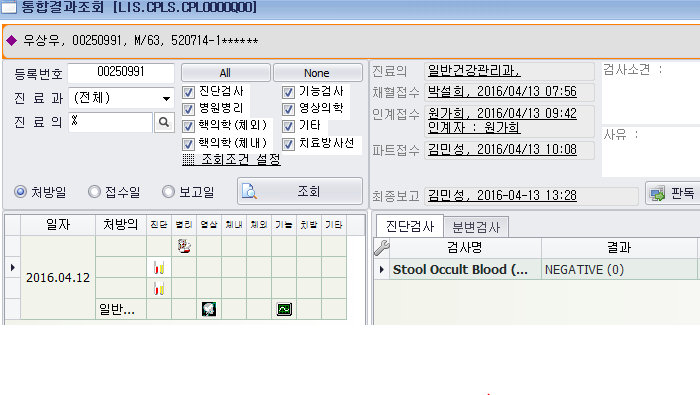 통합결과조회 [LIS.CPLS.CPL0000Q00]
우상우, 00250991, M/63, 520714-1******
등록번호 00250991
진 료 과 (전체)
진 료 의 %
All None
진단검사 기능검사
병원병리 영상의학
핵의학(체외) 기타
핵의학(체내) 치료방사선
조회조건 설정
처방일 접수일 보고일 조회
진료의 일반건강관리과,
채혈접수 박설희, 2016/04/13 07:56
인계접수 원가희, 2016/04/13 09:42
인계자 : 원가희
파트접수 김민성, 2016/04/13 10:08
최종보고 김민성, 2016-04-13 13:28
검사소견 :
사유 :
판독
일자 처방의 진단 병리 영상 체내 체외 기능 치방 기타
2016.04.12
일반...
진단검사 분변검사
검사명 결과
Stool Occult Blood (... NEGATIVE (0)